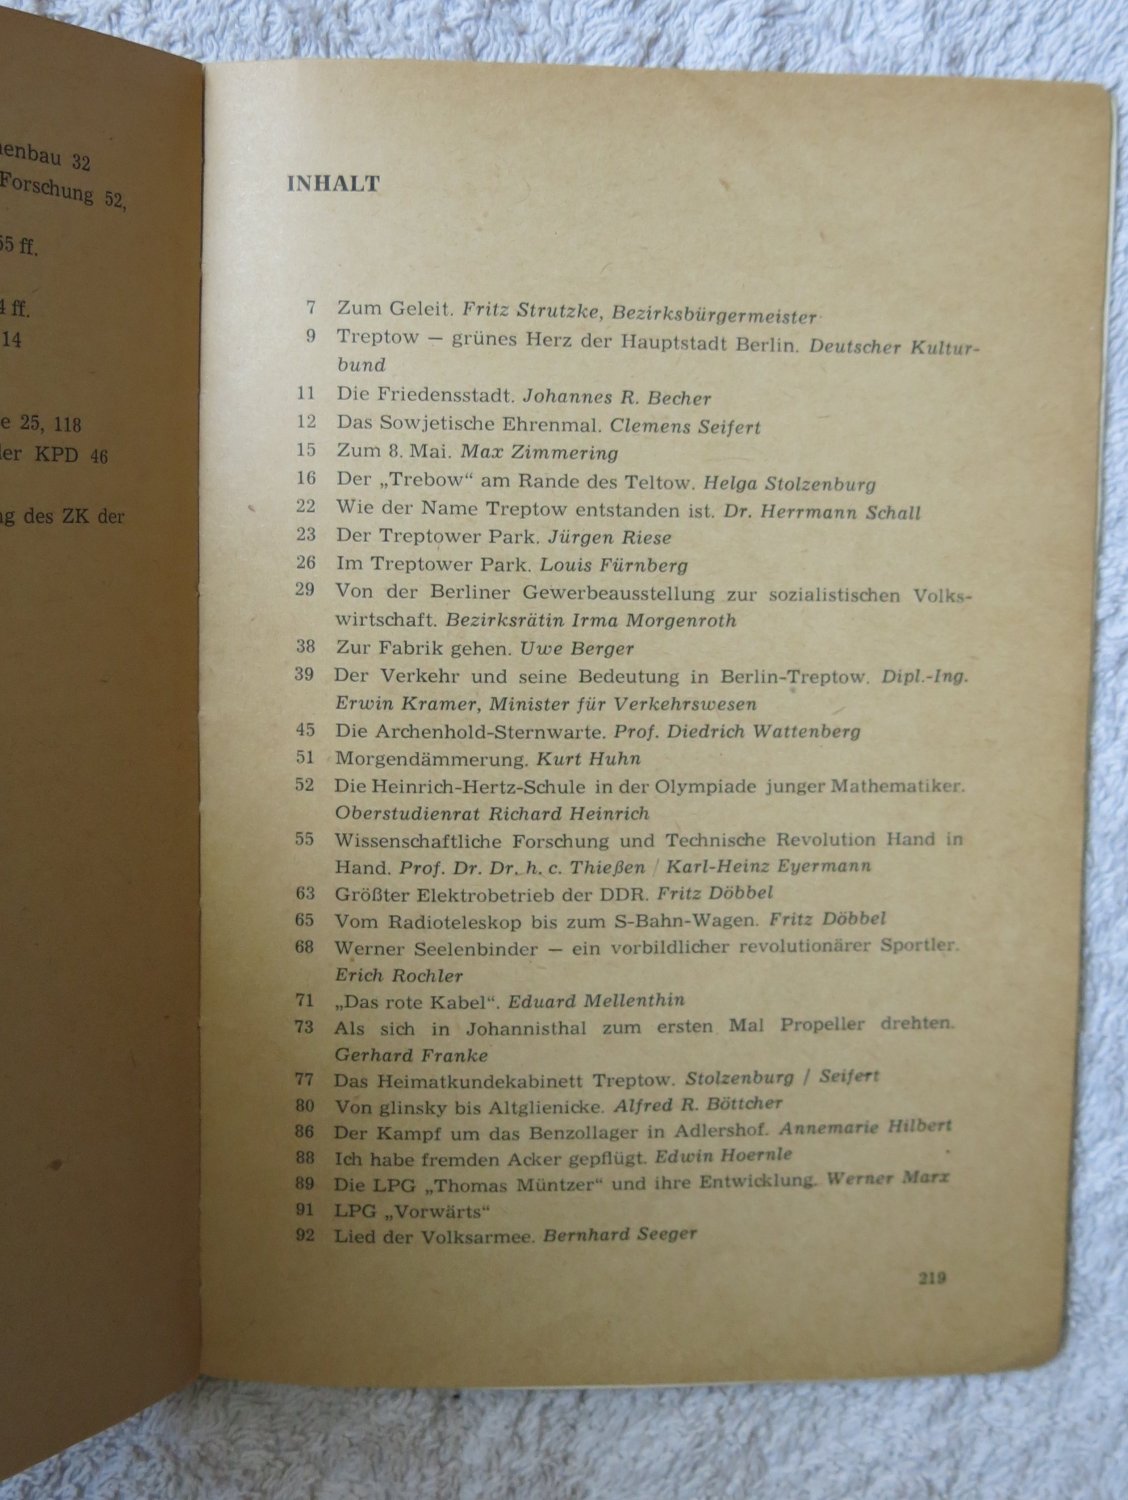 32
Forschung 52,
ff.
ff.
14
25, 118
KPD 46
des ZK der
INHALT
7 Zum Geleit. Fritz Strutzke, Bezirksbürgermeister
9 Treptow — grünes Herz der Hauptstadt Berlin. Deutscher Kultur-
bund
11 Die Friedensstadt. Johannes R. Becher
12 Das Sowjetische Ehrenmal. Clemens Seifert
15 Zum 8. Mai. Max Zimmering
16 Der „Trebow“ am Rande des Teltow. Helga Stolzenburg
22 Wie der Name Treptow entstanden ist. Dr. Herrmann Schall
23 Der Treptower Park. Jürgen Riese
26 Im Treptower Park. Louis Fürnberg
29 Von der Berliner Gewerbeausstellung zur sozialistischen Volks-
wirtschaft. Bezirksrätin Irma Morgenroth
38 Zur Fabrik gehen. Uwe Berger
39 Der Verkehr und seine Bedeutung in Berlin-Treptow. Dipl.-Ing.
Erwin Kramer, Minister für Verkehrswesen
45 Die Archenhold-Sternwarte. Prof. Diedrich Wattenberg
51 Morgendämmerung. Kurt Huhn
52 Die Heinrich-Hertz-Schule in der Olympiade junger Mathematiker.
Oberstudienrat Richard Heinrich
55 Wissenschaftliche Forschung und Technische Revolution Hand in
Hand. Prof. Dr. Dr. h. c. Thießen / Karl-Heinz Eyermann
63 Größter Elektrobetrieb der DDR. Fritz Döbbel
65 Vom Radioteleskop bis zum S-Bahn-Wagen. Fritz Döbbel
68 Werner Seelenbinder — ein vorbildlicher revolutionärer Sportler.
Erich Rochler
71 „Das rote Kabel“. Eduard Mellenthin
73 Als sich in Johannisthal zum ersten Mal Propeller drehten.
Gerhard Franke
77 Das Heimatkundekabinett Treptow. Stolzenburg / Seifert
80 Von glinsky bis Altglienicke. Alfred R. Böttcher
86 Der Kampf um das Benzollager in Adlershof. Annemarie Hilbert
88 Ich habe fremden Acker gepflügt. Edwin Hoernle
89 Die LPG „Thomas Müntzer“ und ihre Entwicklung. Werner Marx
91 LPG „Vorwärts“
92 Lied der Volksarmee. Bernhard Seeger
219